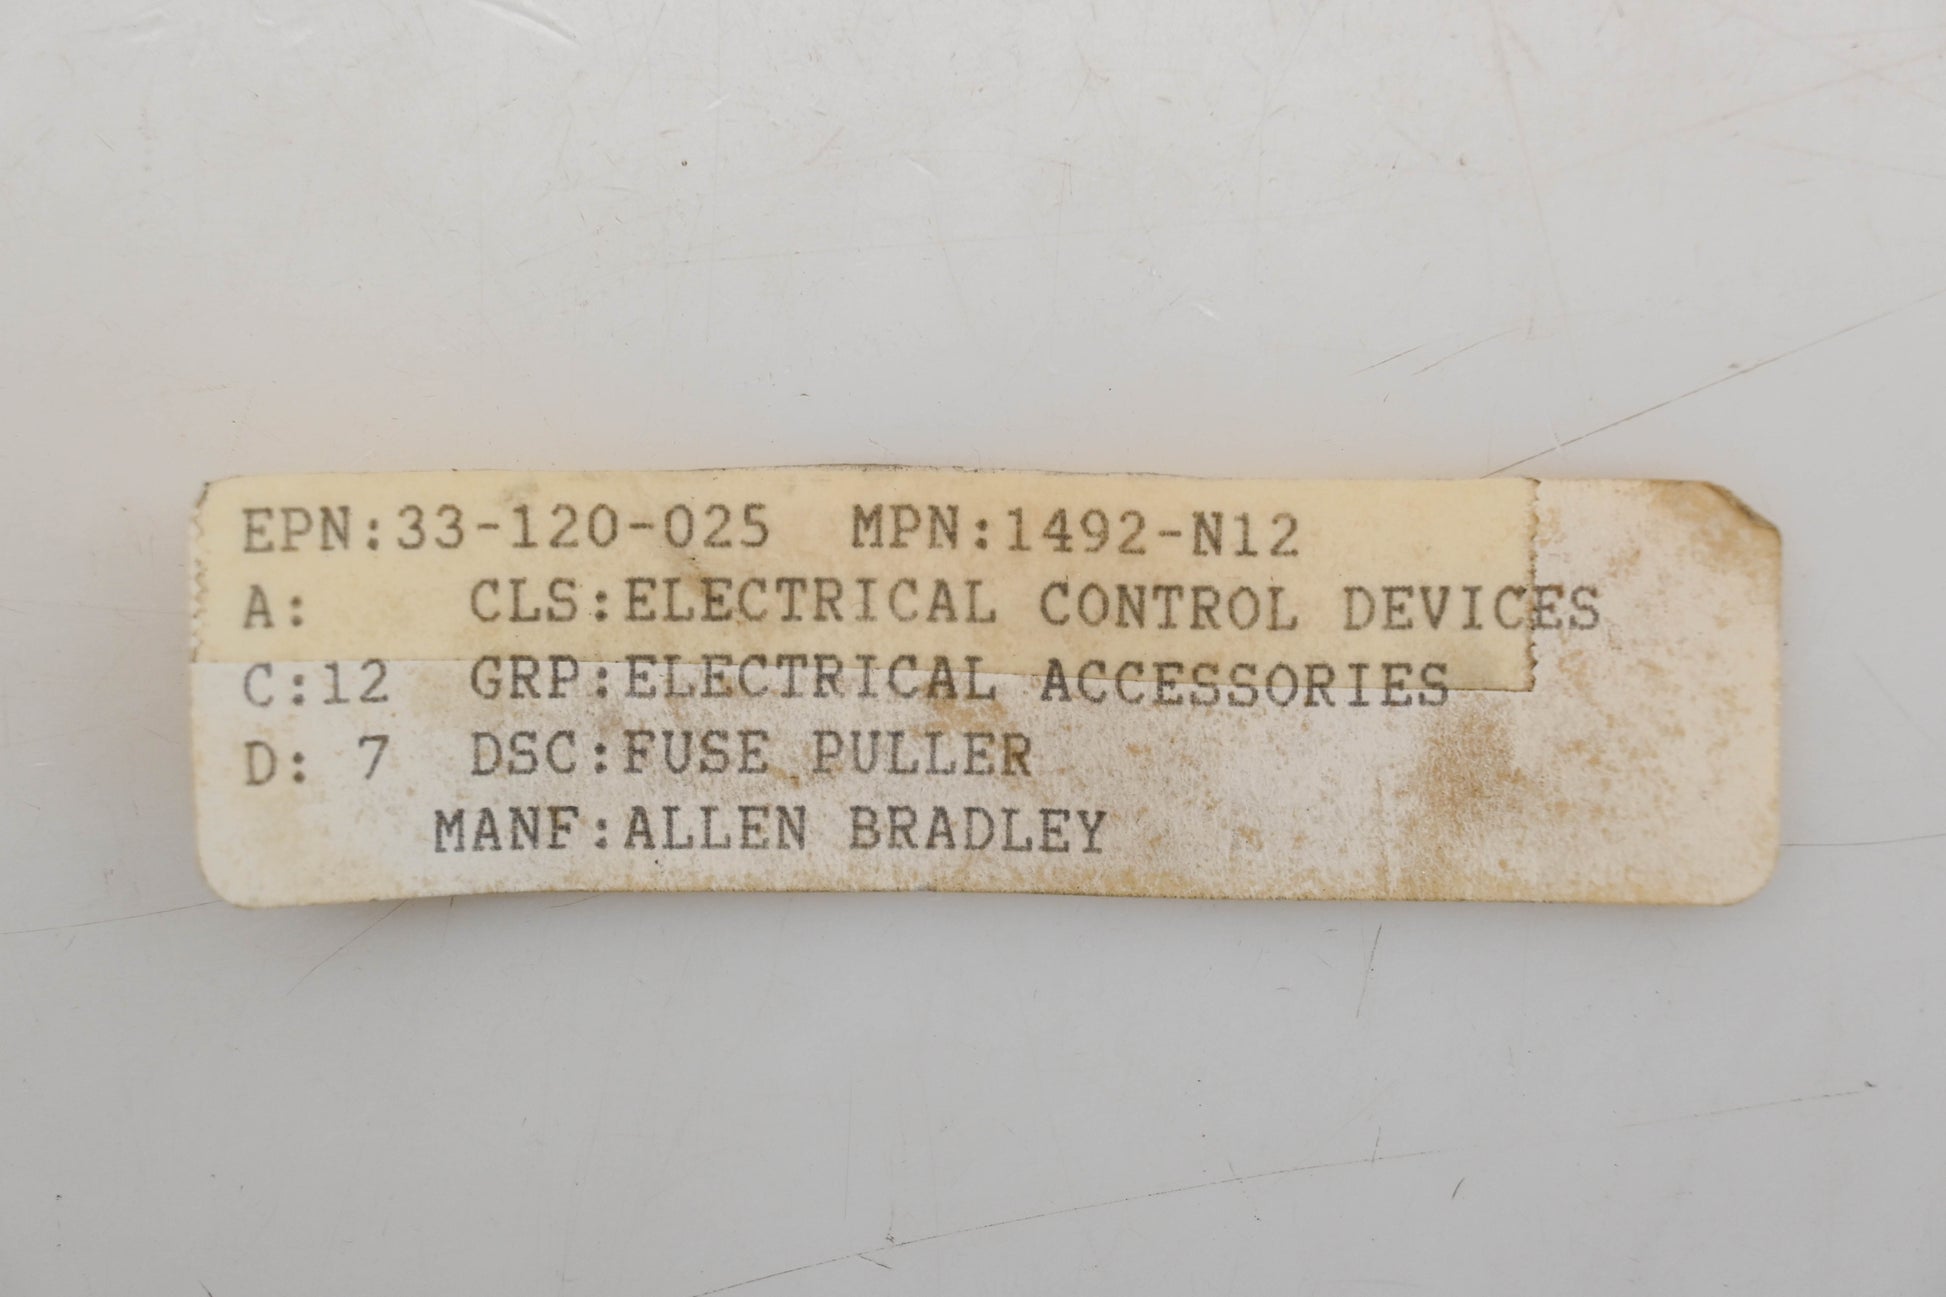 EPN:33-120-025 MPN:1492-N12
A: CLS:ELECTRICAL CONTROL DEVICES
C:12 GRP:ELECTRICAL ACCESSORIES
D: 7 DSC:FUSE PULLER
MANF:ALLEN BRADLEY